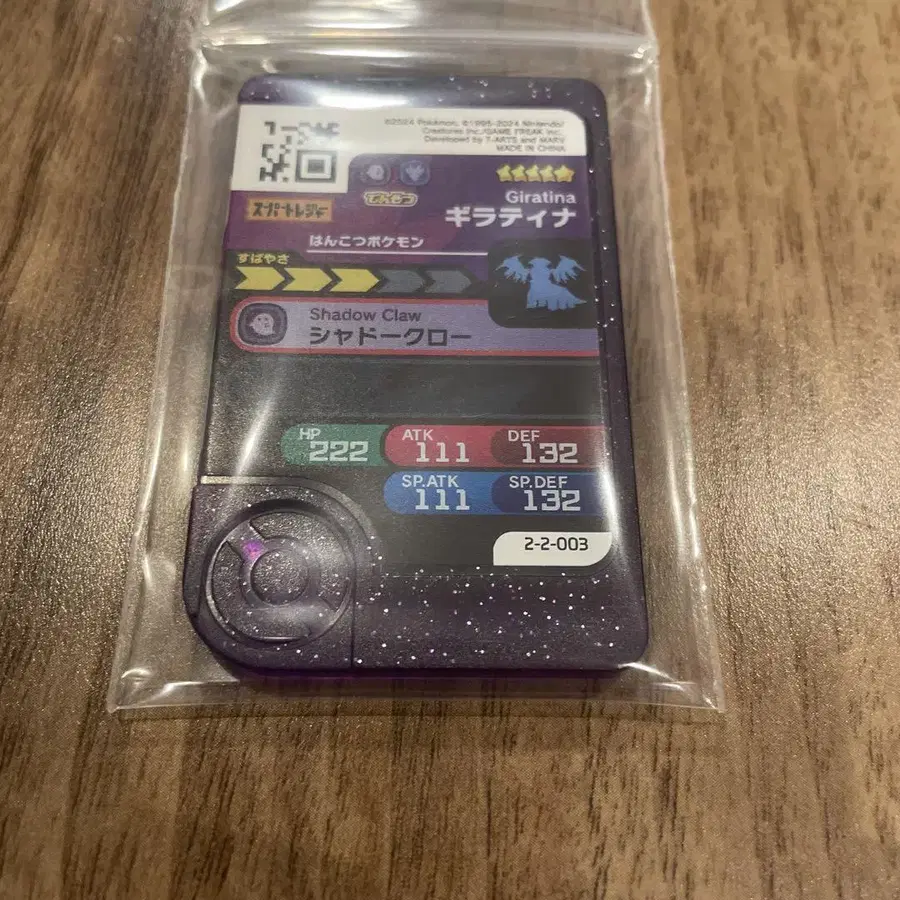 ©2024 Pokémon. ©1995-2024 Nintendo/
Creatures Inc./GAME FREAK inc.
Developed by T-ARTS and MARV
MADE IN CHINA
でんせつ
スーパートレジャー
Giratina
ギラティナ
はんこつポケモン
すばやさ
Shadow Claw
シャドークロー
HP 222
ATK 111
DEF 132
SP.ATK 111
SP.DEF 132
2-2-003